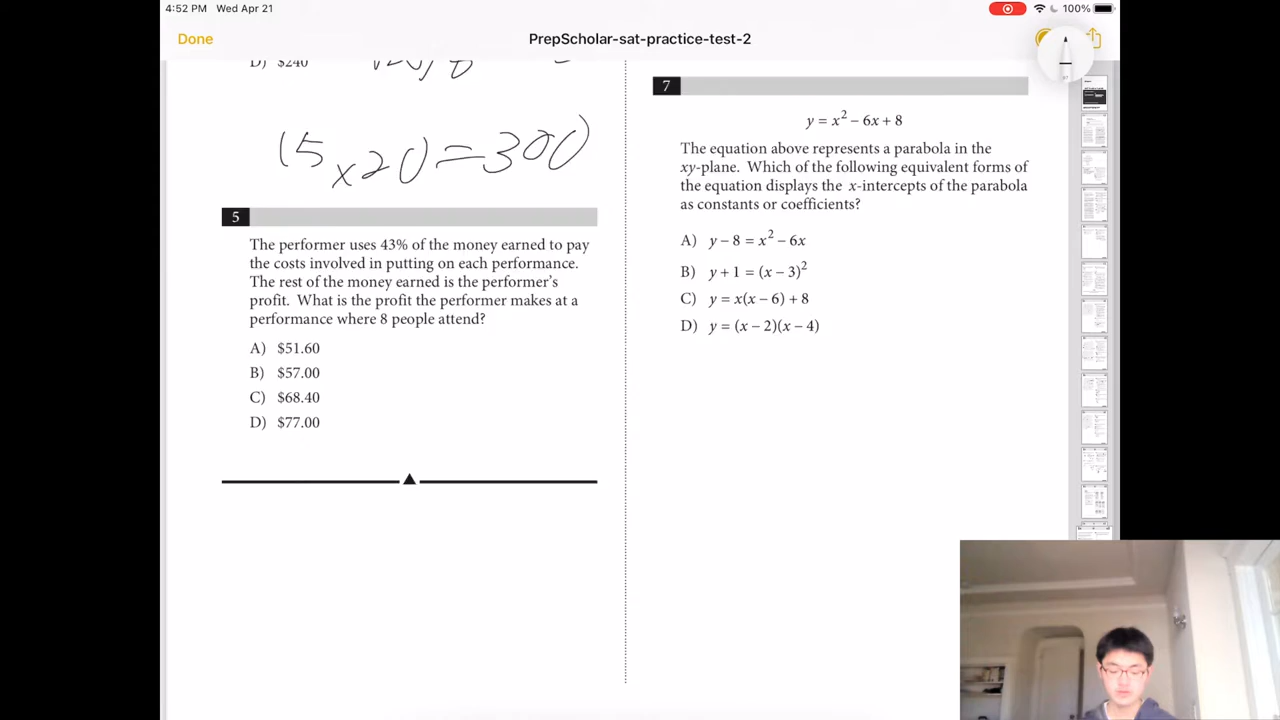 4:52 PM Wed Apr 21
100%
Done
PrepScholar-sat-practice-test-2
D) $240
15 x 20 = 300
5
The performer uses 14% of the money earned to pay
the costs involved in putting on each performance.
The rest of the money earned is the performer's
profit. What is the profit the performer makes at a
performance where 8 people attend?
A) $51.60
B) $57.00
C) $68.40
D) $77.00
7
y = x² − 6x + 8
The equation above represents a parabola in the
xy-plane. Which of the following equivalent forms of
the equation displays the x-intercepts of the parabola
as constants or coefficients?
A) y − 8 = x² − 6x
B) y + 1 = (x − 3)²
C) y = x(x − 6) + 8
D) y = (x − 2)(x − 4)